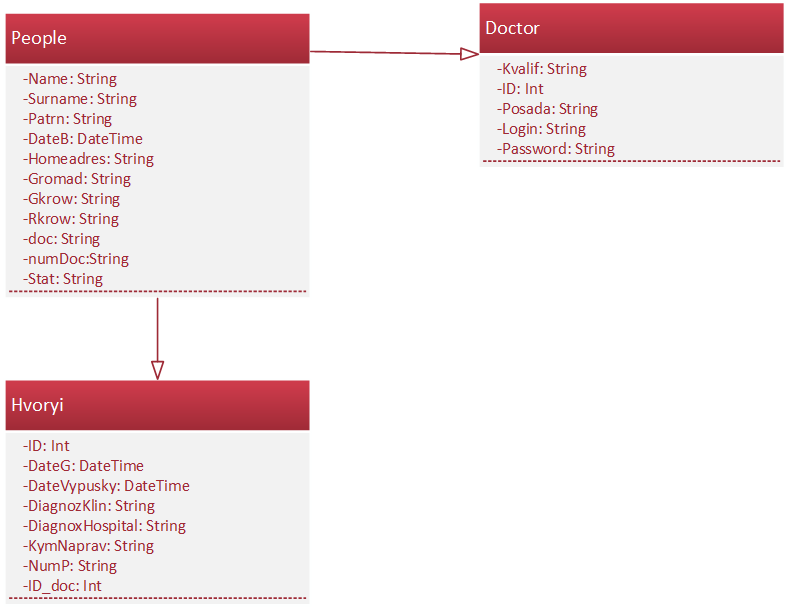 People
-Name: String
-Surname: String
-Patrn: String
-DateB: DateTime
-Homeadres: String
-Gromad: String
-Gkrow: String
-Rkrow: String
-doc: String
-numDoc:String
-Stat: String
Doctor
-Kvalif: String
-ID: Int
-Posada: String
-Login: String
-Password: String
Hvoryi
-ID: Int
-DateG: DateTime
-DateVypusky: DateTime
-DiagnozKlin: String
-DiagnoxHospital: String
-KymNaprav: String
-NumP: String
-ID_doc: Int